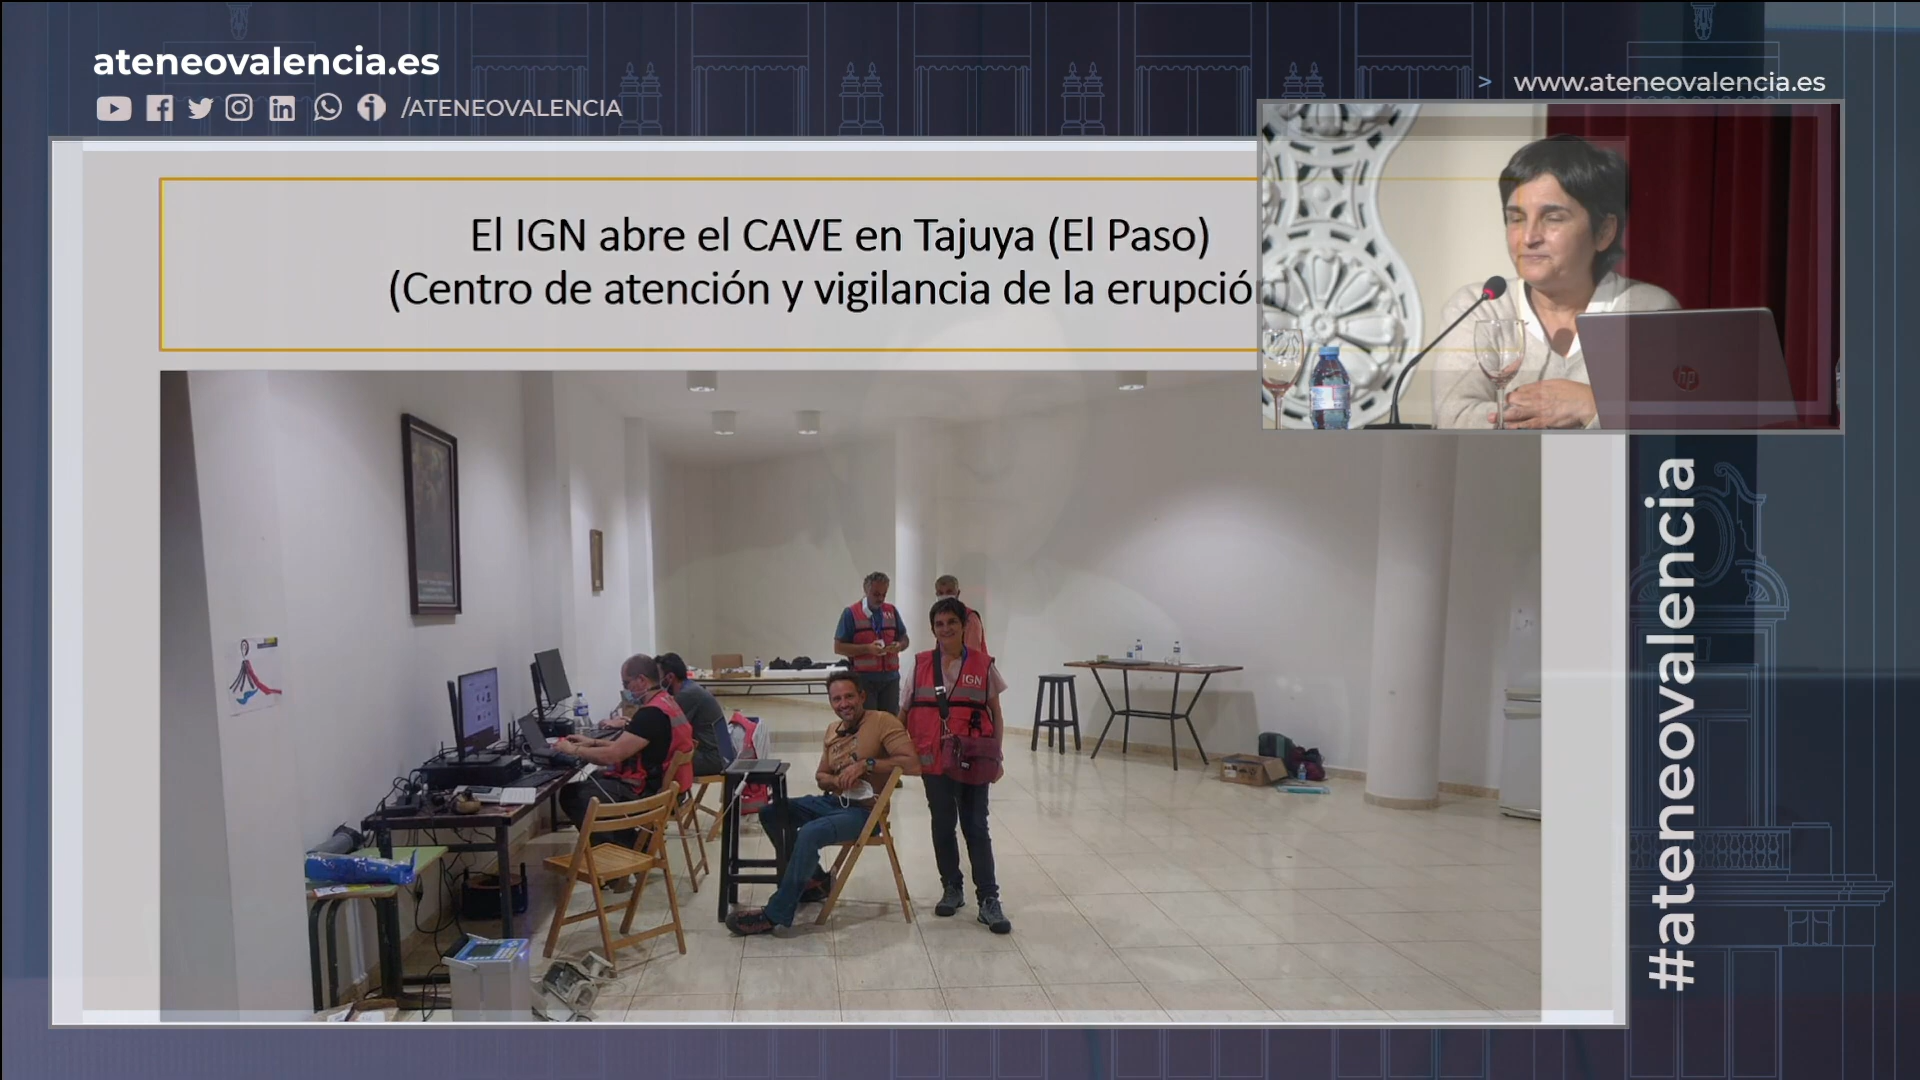 ateneovalencia.es
/ATENEOVALENCIA
> www.ateneovalencia.es
El IGN abre el CAVE en Tajuya (El Paso)
(Centro de atención y vigilancia de la erupció
IGN
hp
#ateneovalencia